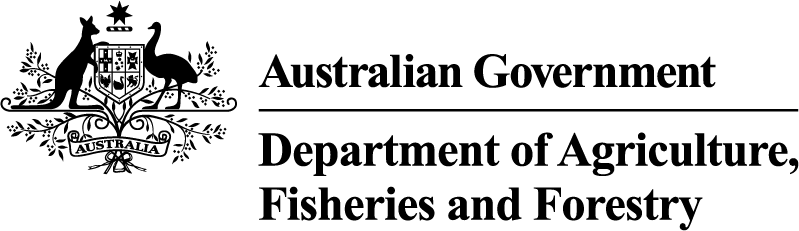 AUSTRALIA
Australian Government
Department of Agriculture,
Fisheries and Forestry